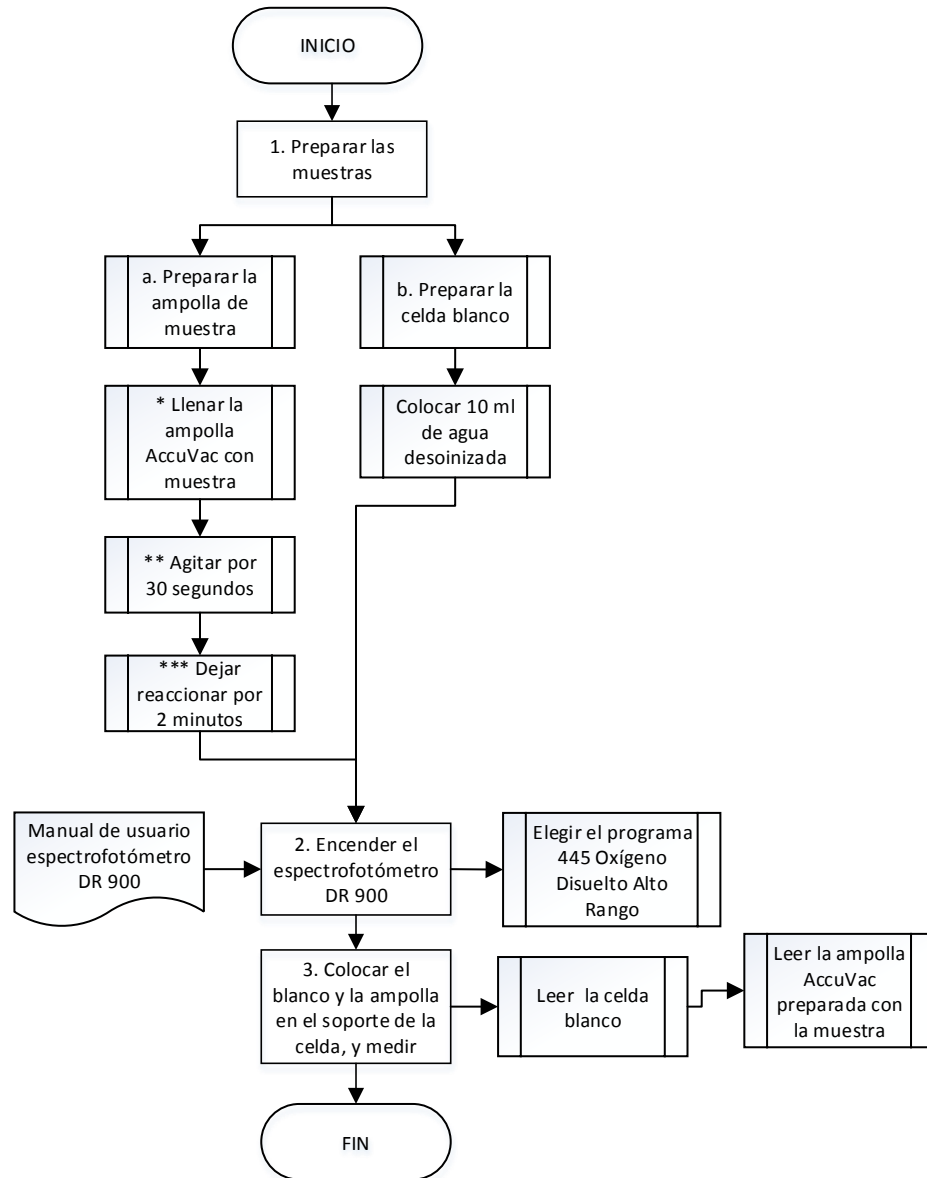 INICIO
1. Preparar las
muestras
a. Preparar la
ampolla de
muestra
b. Preparar la
celda blanco
* Llenar la
ampolla
AccuVac con
muestra
Colocar 10 ml
de agua
desoinizada
** Agitar por
30 segundos
*** Dejar
reaccionar por
2 minutos
Manual de usuario
espectrofotómetro
DR 900
2. Encender el
espectrofotómetro
DR 900
Elegir el programa
445 Oxígeno
Disuelto Alto
Rango
3. Colocar el
blanco y la ampolla
en el soporte de la
celda, y medir
Leer la celda
blanco
Leer la ampolla
AccuVac
preparada con
la muestra
FIN